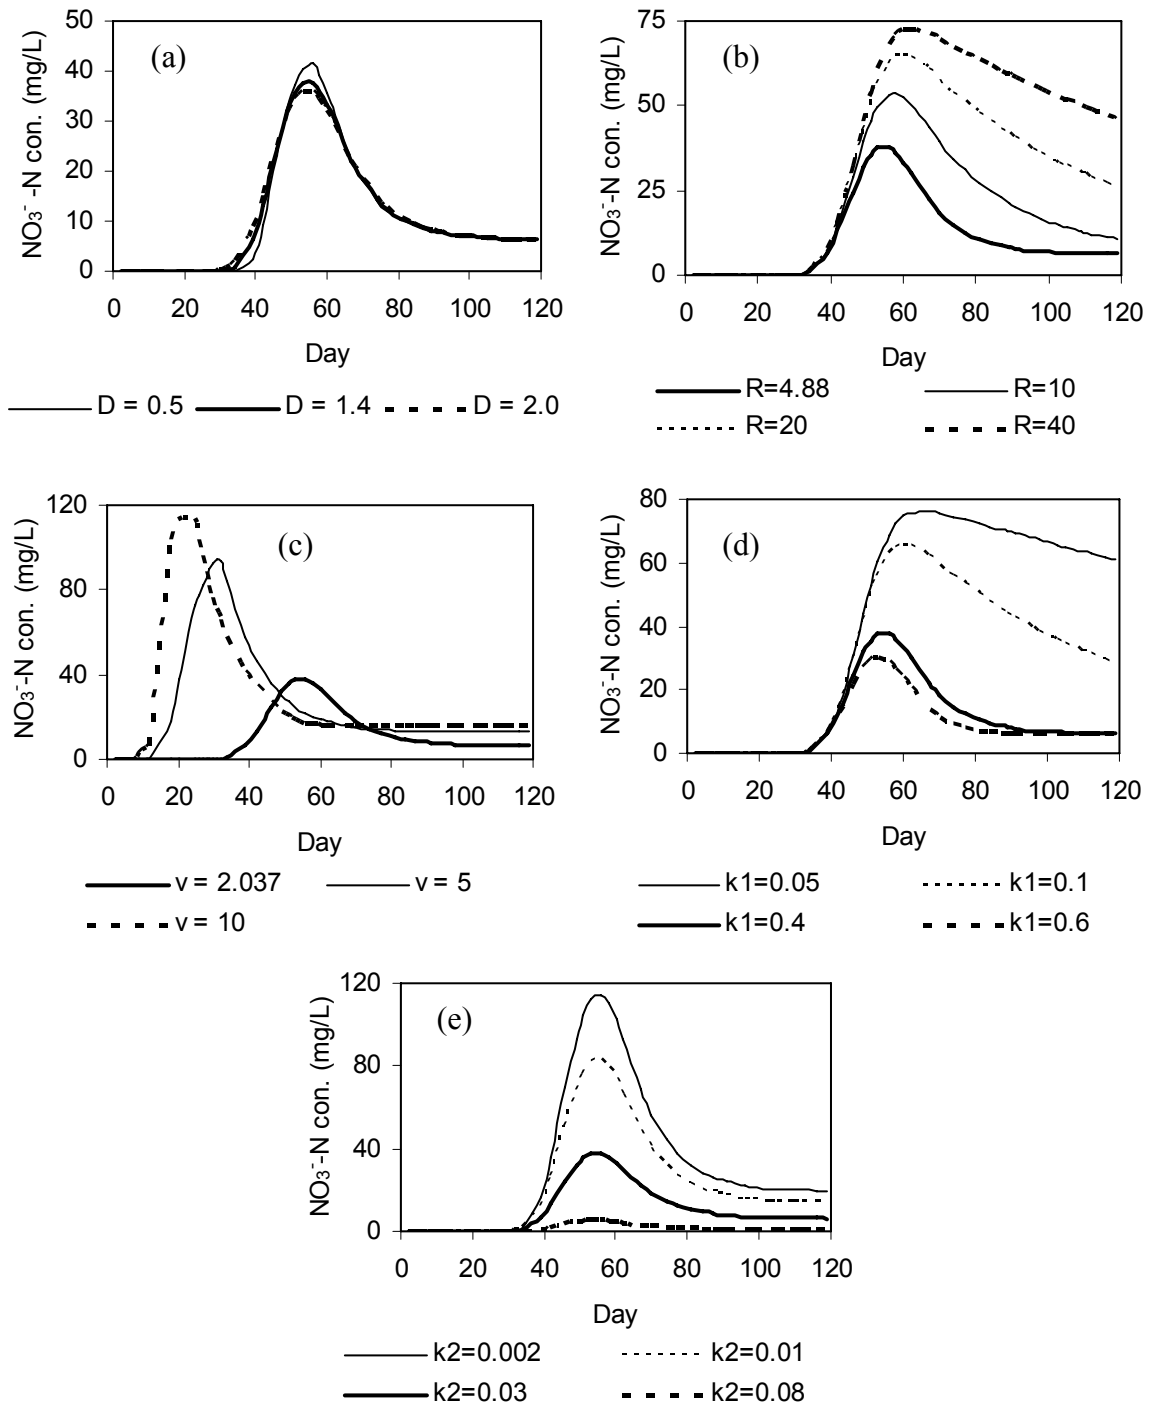 (a)
NO₃⁻ -N con. (mg/L)
50
40
30
20
10
0
0 20 40 60 80 100 120
Day
D = 0.5 D = 1.4 D = 2.0
(b)
NO₃⁻-N con. (mg/L)
75
50
25
0
0 20 40 60 80 100 120
Day
R=4.88 R=10
R=20 R=40
(c)
NO₃⁻-N con. (mg/L)
120
80
40
0
0 20 40 60 80 100 120
Day
v = 2.037 v = 5
v = 10
(d)
NO₃⁻-N con. (mg/L)
80
60
40
20
0
0 20 40 60 80 100 120
Day
k1=0.05 k1=0.1
k1=0.4 k1=0.6
(e)
NO₃⁻-N con. (mg/L)
120
80
40
0
0 20 40 60 80 100 120
Day
k2=0.002 k2=0.01
k2=0.03 k2=0.08